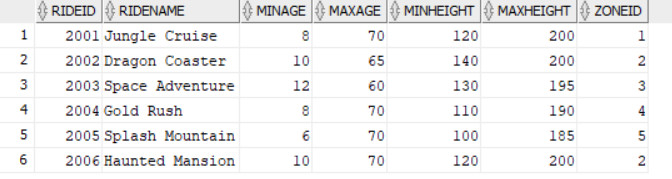 RIDEID RIDENAME MINAGE MAXAGE MINHEIGHT MAXHEIGHT ZONEID
1 2001 Jungle Cruise 8 70 120 200 1
2 2002 Dragon Coaster 10 65 140 200 2
3 2003 Space Adventure 12 60 130 195 3
4 2004 Gold Rush 8 70 110 190 4
5 2005 Splash Mountain 6 70 100 185 5
6 2006 Haunted Mansion 10 70 120 200 2